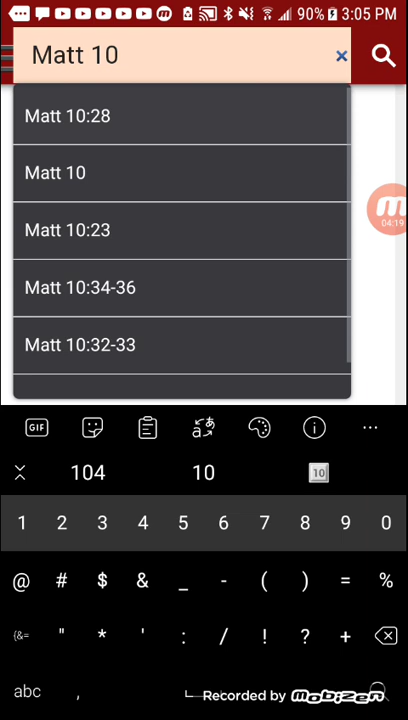 90% 3:05 PM
Matt 10 ×
Matt 10:28
Matt 10
Matt 10:23
Matt 10:34-36
Matt 10:32-33
m
04:19
GIF
104 10 10
1 2 3 4 5 6 7 8 9 0
@ # $ & _ - ( ) = %
{&= " * ' : / ! ? +
abc ,
Recorded by mobizen